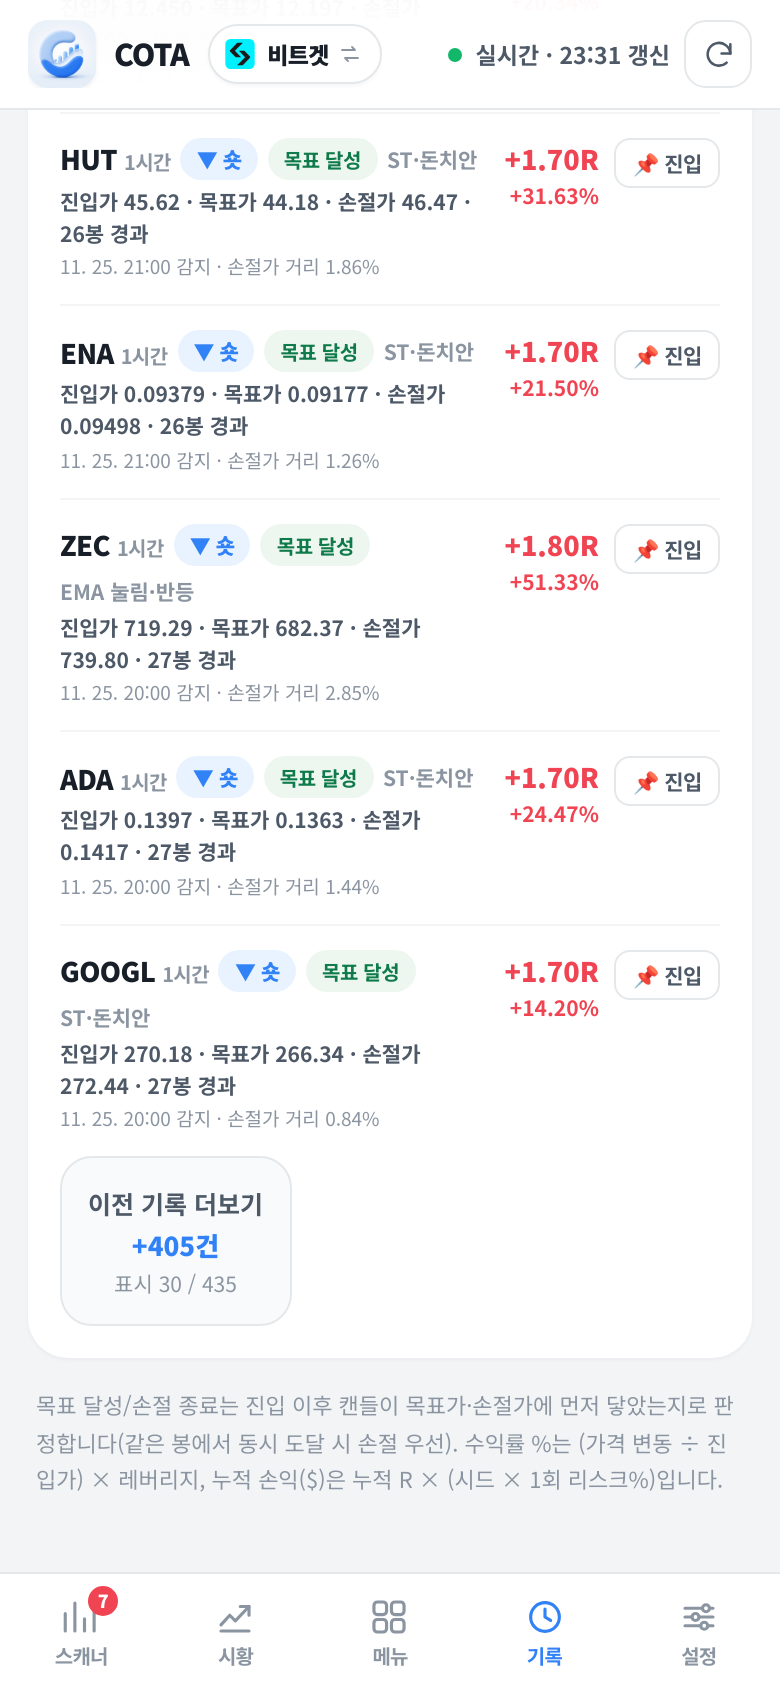 COTA 비트겟 실시간 · 23:31 갱신
HUT 1시간 ▼ 숏 목표 달성 ST·돈치안 +1.70R 📌 진입
+31.63%
진입가 45.62 · 목표가 44.18 · 손절가 46.47 ·
26봉 경과
11. 25. 21:00 감지 · 손절가 거리 1.86%
ENA 1시간 ▼ 숏 목표 달성 ST·돈치안 +1.70R 📌 진입
+21.50%
진입가 0.09379 · 목표가 0.09177 · 손절가
0.09498 · 26봉 경과
11. 25. 21:00 감지 · 손절가 거리 1.26%
ZEC 1시간 ▼ 숏 목표 달성 +1.80R 📌 진입
+51.33%
EMA 눌림·반등
진입가 719.29 · 목표가 682.37 · 손절가
739.80 · 27봉 경과
11. 25. 20:00 감지 · 손절가 거리 2.85%
ADA 1시간 ▼ 숏 목표 달성 ST·돈치안 +1.70R 📌 진입
+24.47%
진입가 0.1397 · 목표가 0.1363 · 손절가
0.1417 · 27봉 경과
11. 25. 20:00 감지 · 손절가 거리 1.44%
GOOGL 1시간 ▼ 숏 목표 달성 +1.70R 📌 진입
+14.20%
ST·돈치안
진입가 270.18 · 목표가 266.34 · 손절가
272.44 · 27봉 경과
11. 25. 20:00 감지 · 손절가 거리 0.84%
이전 기록 더보기
+405건
표시 30 / 435
목표 달성/손절 종료는 진입 이후 캔들이 목표가·손절가에 먼저 닿았는지로 판
정합니다(같은 봉에서 동시 도달 시 손절 우선). 수익률 %는 (가격 변동 ÷ 진
입가) × 레버리지, 누적 손익($)은 누적 R × (시드 × 1회 리스크%)입니다.
7
스캐너 시황 메뉴 기록 설정